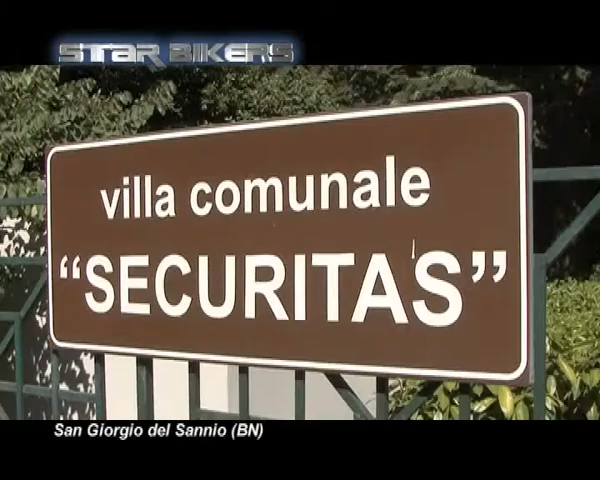 STAR BIKERS
villa comunale
“SECURITAS”
San Giorgio del Sannio (BN)